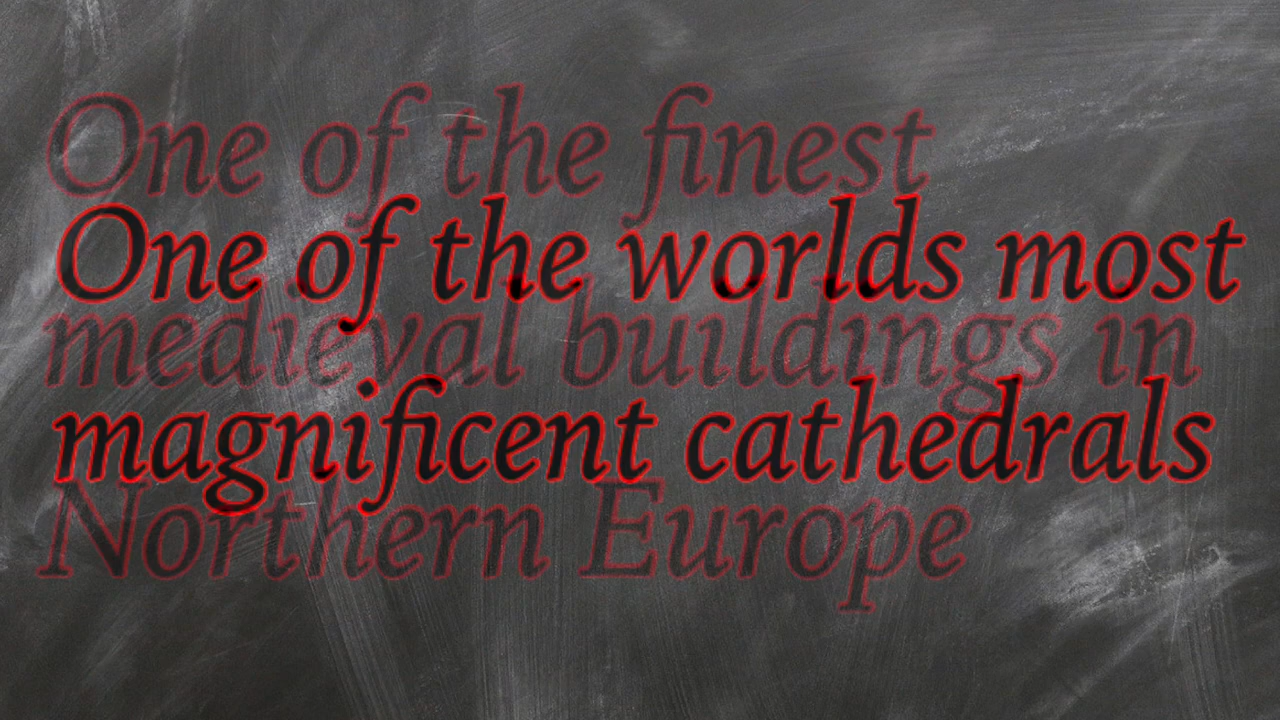 One of the finest
One of the worlds most
medieval buildings in
magnificent cathedrals
Northern Europe